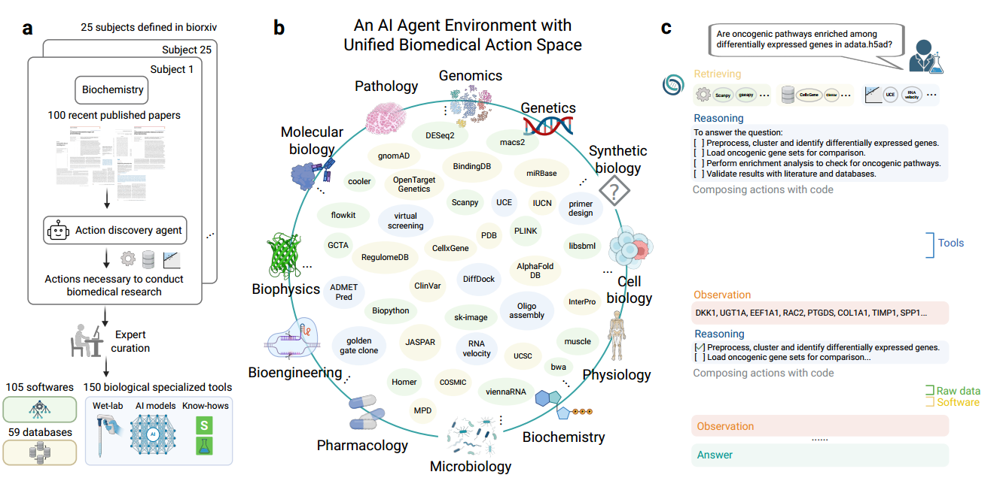 a
25 subjects defined in biorxiv
Subject 25
Subject 1
Biochemistry
100 recent published papers
Action discovery agent
Actions necessary to conduct
biomedical research
Expert
curation
105 softwares
59 databases
150 biological specialized tools
Wet-lab
AI models
Know-hows
AI
S
b
An AI Agent Environment with
Unified Biomedical Action Space
Pathology
Genomics
Genetics
Molecular
biology
Synthetic
biology
?
Biophysics
Cell
biology
Bioengineering
Physiology
Pharmacology
Biochemistry
Microbiology
DESeq2
macs2
gnomAD
BindingDB
miRBase
cooler
OpenTarget
Genetics
Scanpy
UCE
IUCN
primer
design
flowkit
virtual
screening
PDB
PLINK
GCTA
RegulomeDB
CellxGene
libsbml
AlphaFold
DB
ADMET
Pred
ClinVar
DiffDock
Biopython
sk-image
Oligo
assembly
InterPro
golden
gate clone
JASPAR
RNA
velocity
UCSC
muscle
bwa
Homer
COSMIC
viennaRNA
MPD
c
Are oncogenic pathways enriched among
differentially expressed genes in adata.h5ad?
Retrieving
Scanpy
gseapy
...
CellxGene
ClinVar
...
UCE
RNA
velocity
...
Reasoning
To answer the question:
[ ] Preprocess, cluster and identify differentially expressed genes.
[ ] Load oncogenic gene sets for comparison.
[ ] Perform enrichment analysis to check for oncogenic pathways.
[ ] Validate results with literature and databases.
Composing actions with code
Tools
Observation
DKK1, UGT1A, EEF1A1, RAC2, PTGDS, COL1A1, TIMP1, SPP1...
Reasoning
[✓] Preprocess, cluster and identify differentially expressed genes.
[ ] Load oncogenic gene sets for comparison...
Composing actions with code
Raw data
Software
Observation
......
Answer